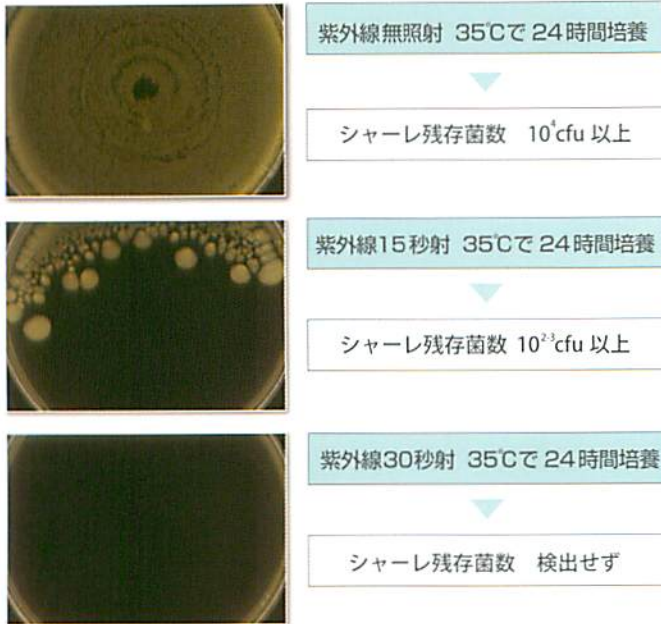 紫外線無照射 35℃で24時間培養
シャーレ残存菌数 10⁴cfu 以上
紫外線15秒射 35℃で24時間培養
シャーレ残存菌数 10²⁻³cfu 以上
紫外線30秒射 35℃で24時間培養
シャーレ残存菌数 検出せず